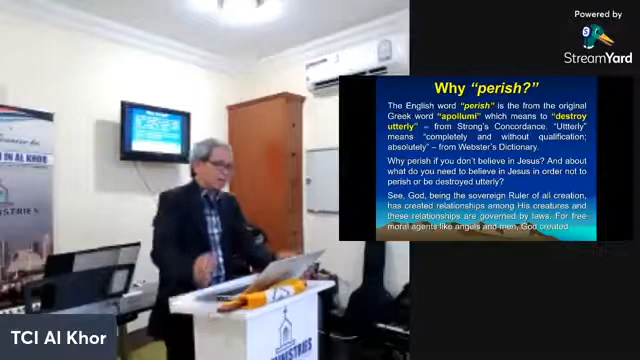 Powered by
StreamYard
Why "perish?"
The English word "perish" is the from the original
Greek word "apollumi" which means to "destroy
utterly" – from Strong's Concordance. "Uttterly"
means "completely and without qualification;
absolutely" – from Webster's Dictionary.
Why perish if you don't believe in Jesus? And about
what do you need to believe in Jesus in order not to
perish or be destroyed utterly?
See, God, being the sovereign Ruler of all creation,
has created relationships among His creatures and
these relationships are governed by laws. For free
moral agents like angels and men, God created
IN AL KHOR
MINISTRIES
TCI Al Khor